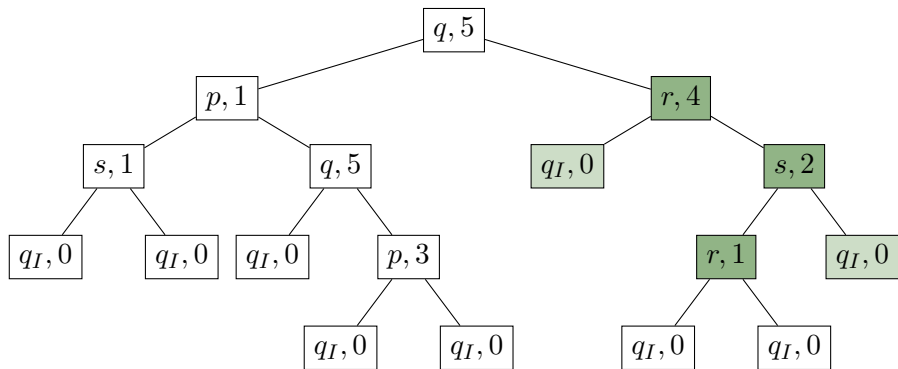 q, 5
p, 1
r, 4
s, 1
q, 5
q_I, 0
s, 2
q_I, 0
q_I, 0
q_I, 0
p, 3
r, 1
q_I, 0
q_I, 0
q_I, 0
q_I, 0
q_I, 0